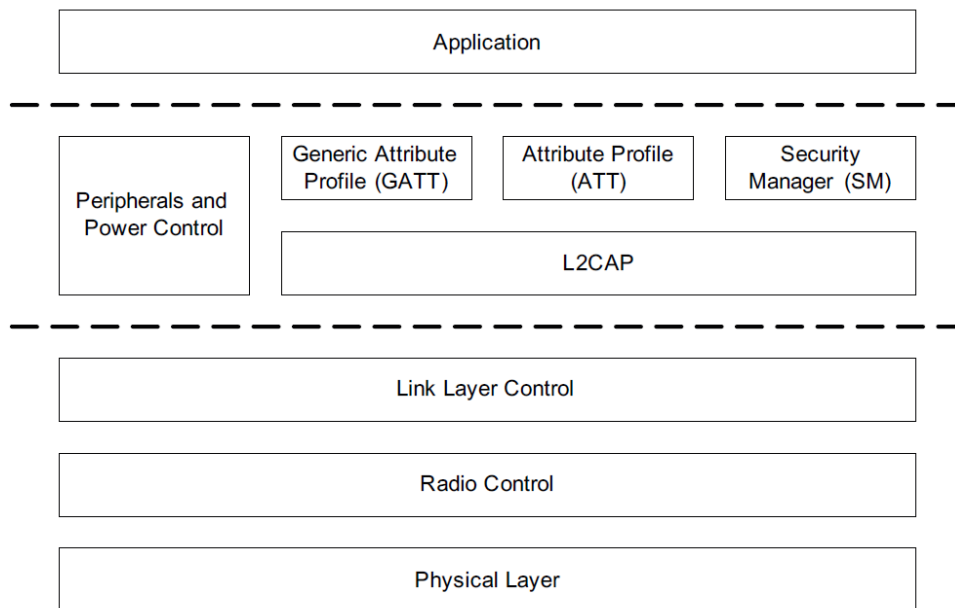 Application
Peripherals and
Power Control
Generic Attribute
Profile (GATT)
Attribute Profile
(ATT)
Security
Manager (SM)
L2CAP
Link Layer Control
Radio Control
Physical Layer